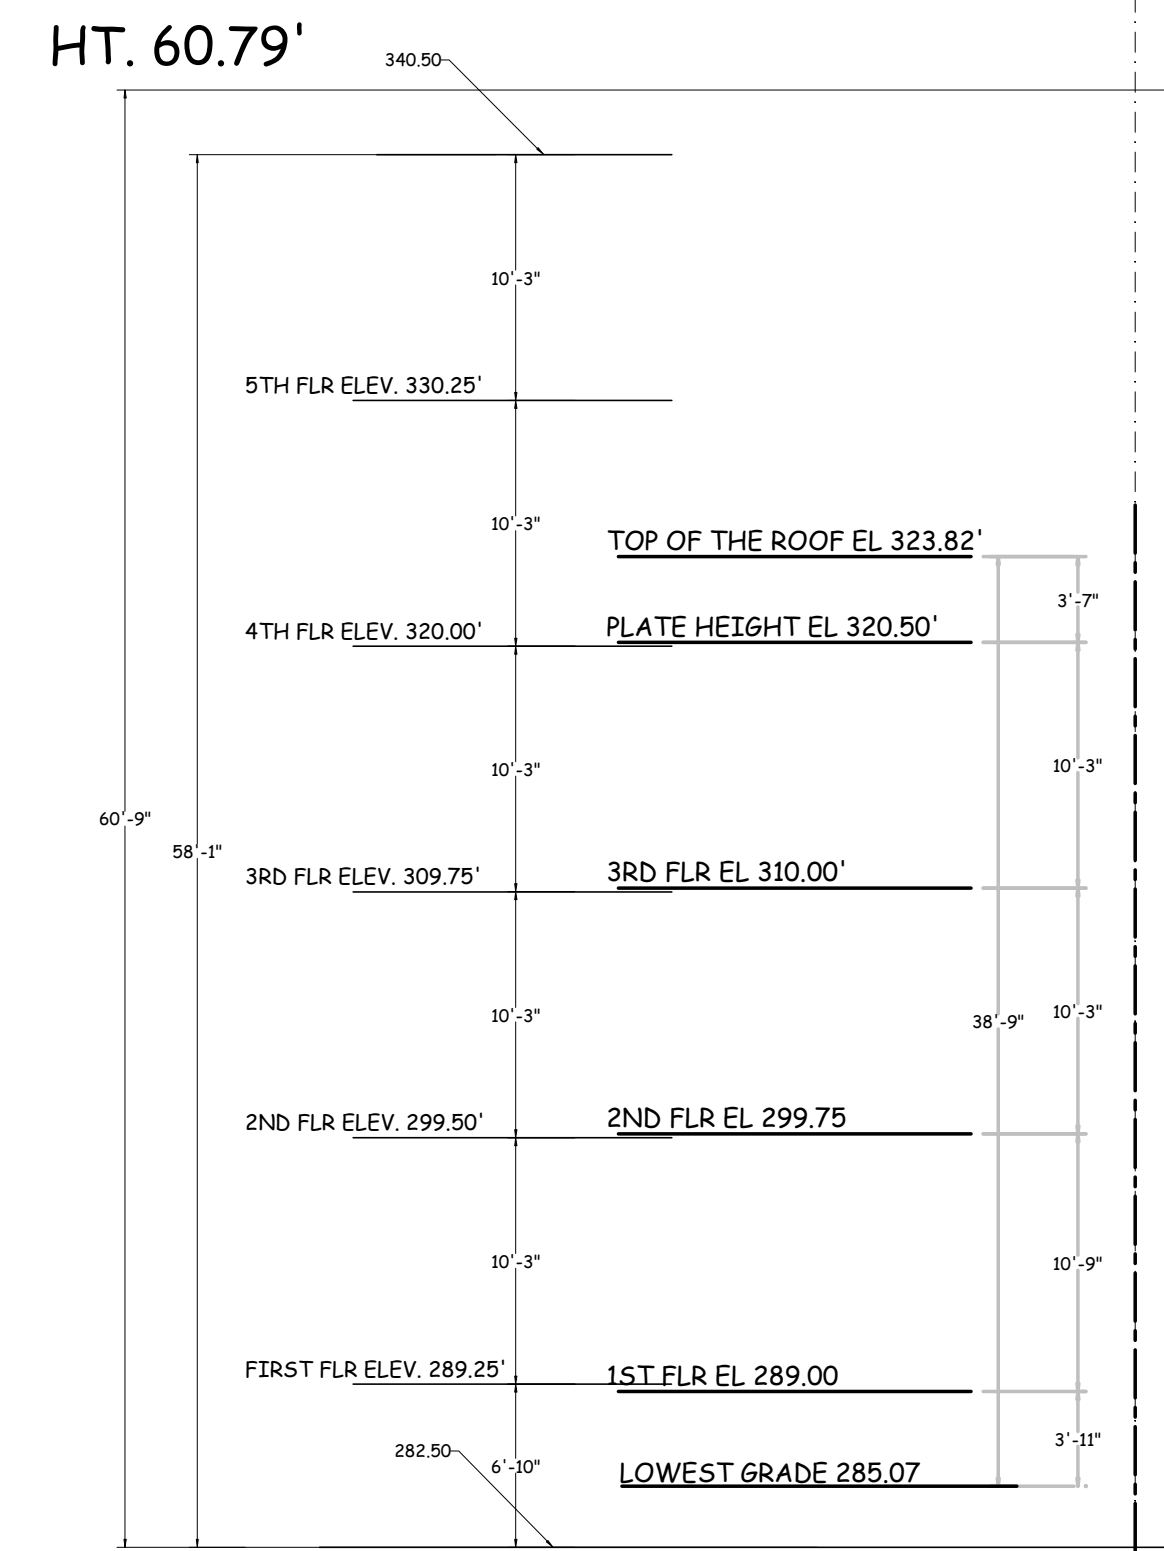 HT. 60.79'
340.50
10'-3"
5TH FLR ELEV. 330.25'
10'-3"
TOP OF THE ROOF EL 323.82'
3'-7"
4TH FLR ELEV. 320.00'
PLATE HEIGHT EL 320.50'
10'-3"
10'-3"
60'-9"
58'-1"
3RD FLR ELEV. 309.75'
3RD FLR EL 310.00'
10'-3"
38'-9"
10'-3"
2ND FLR ELEV. 299.50'
2ND FLR EL 299.75
10'-3"
10'-9"
FIRST FLR ELEV. 289.25'
1ST FLR EL 289.00
3'-11"
282.50
6'-10"
LOWEST GRADE 285.07